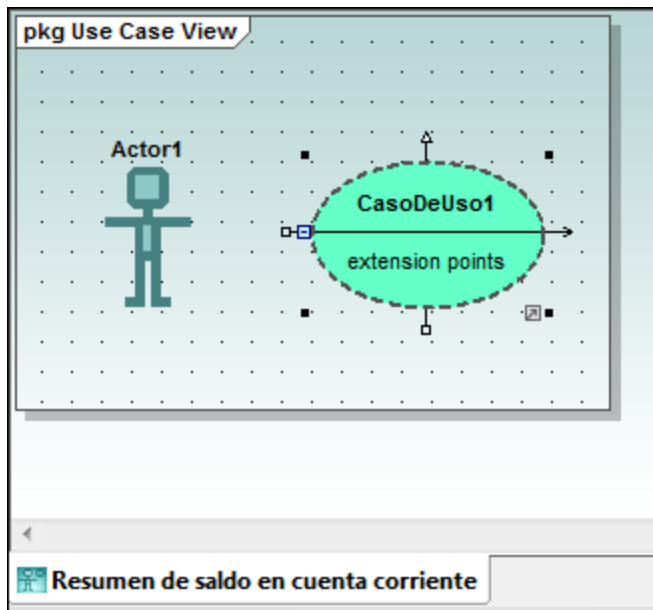 pkg Use Case View
Actor1
CasoDeUso1
extension points
Resumen de saldo en cuenta corriente